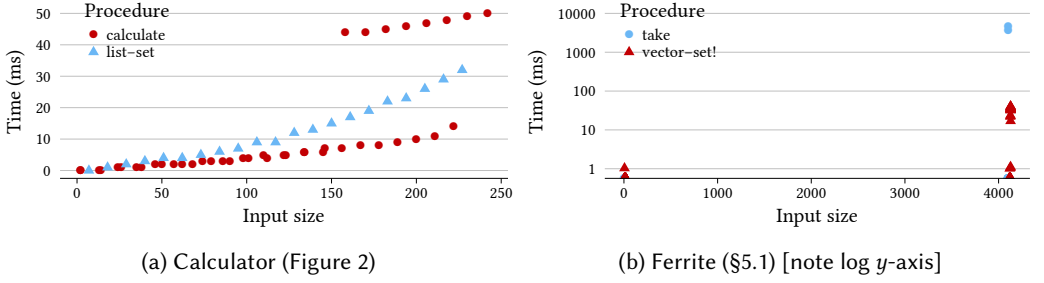 Procedure
calculate
list–set
Time (ms)
50
40
30
20
10
0
0 50 100 150 200 250
Input size
(a) Calculator (Figure 2)
Procedure
take
vector–set!
Time (ms)
10000
1000
100
10
1
0 1000 2000 3000 4000
Input size
(b) Ferrite (§5.1) [note log y-axis]